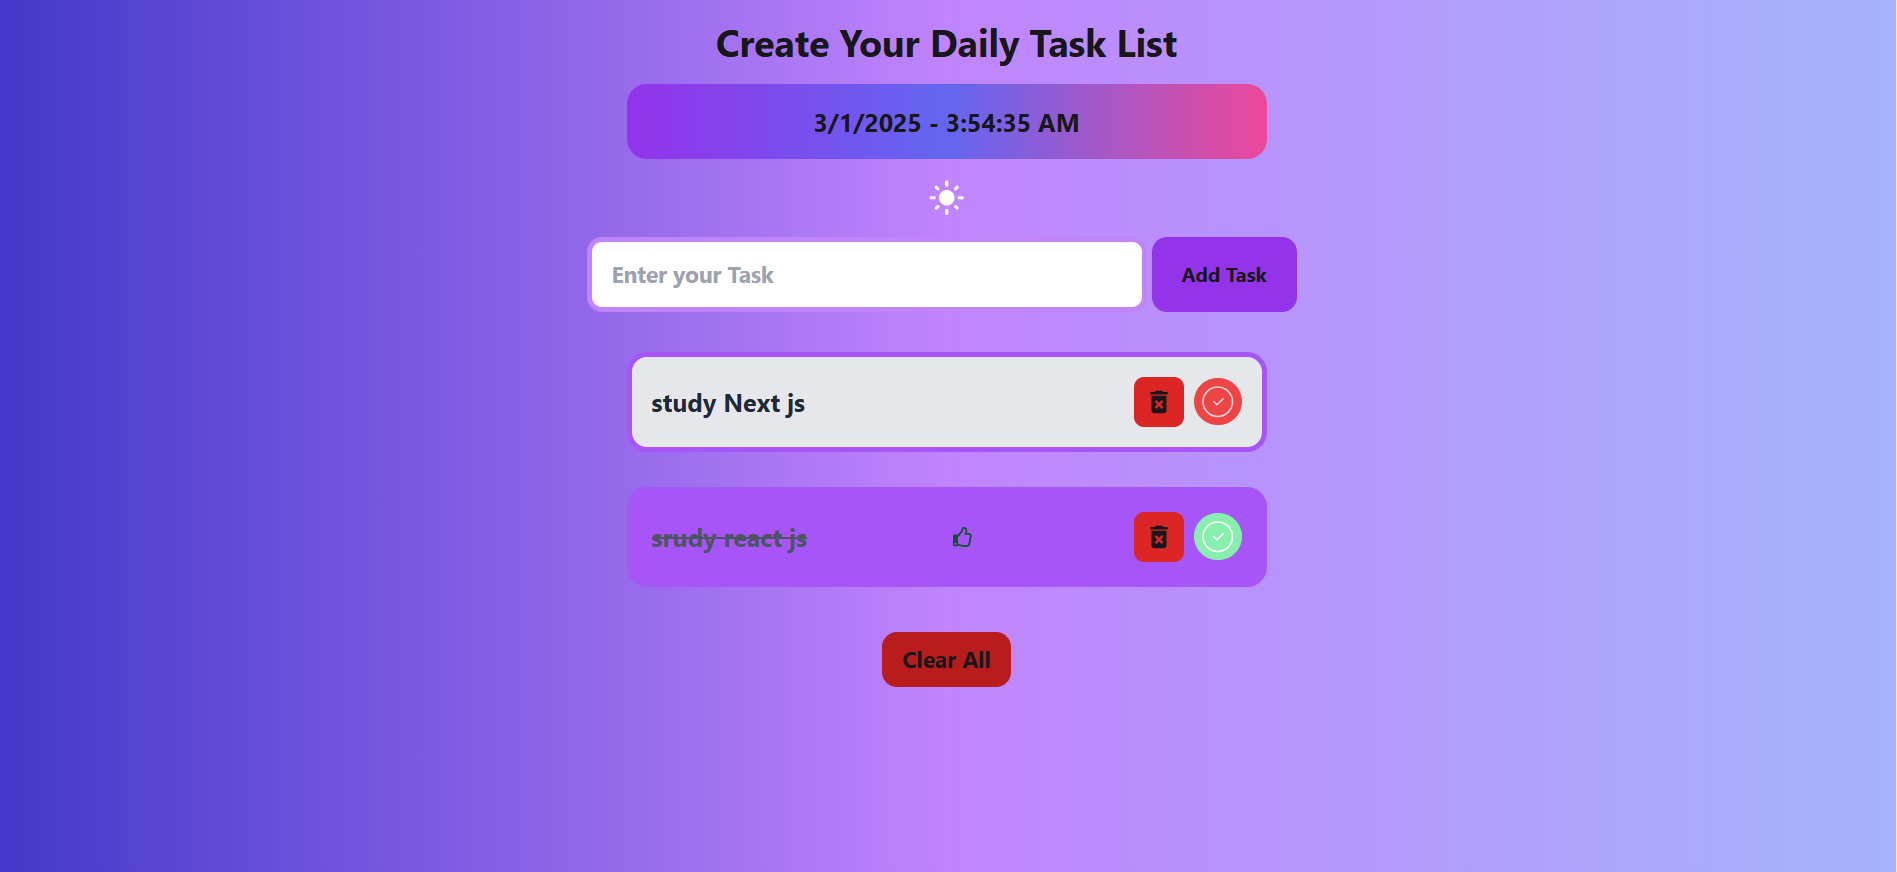 Create Your Daily Task List
3/1/2025 - 3:54:35 AM
Enter your Task
Add Task
study Next js
srudy react js
Clear All